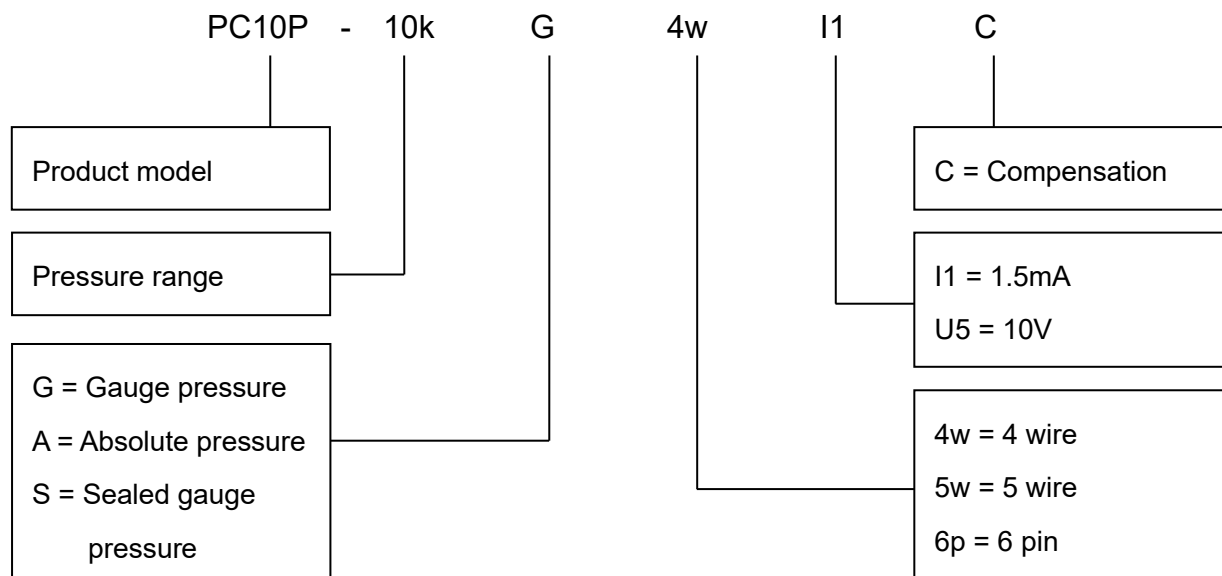 PC10P - 10k G 4w I1 C
Product model
Pressure range
G = Gauge pressure
A = Absolute pressure
S = Sealed gauge
pressure
C = Compensation
I1 = 1.5mA
U5 = 10V
4w = 4 wire
5w = 5 wire
6p = 6 pin